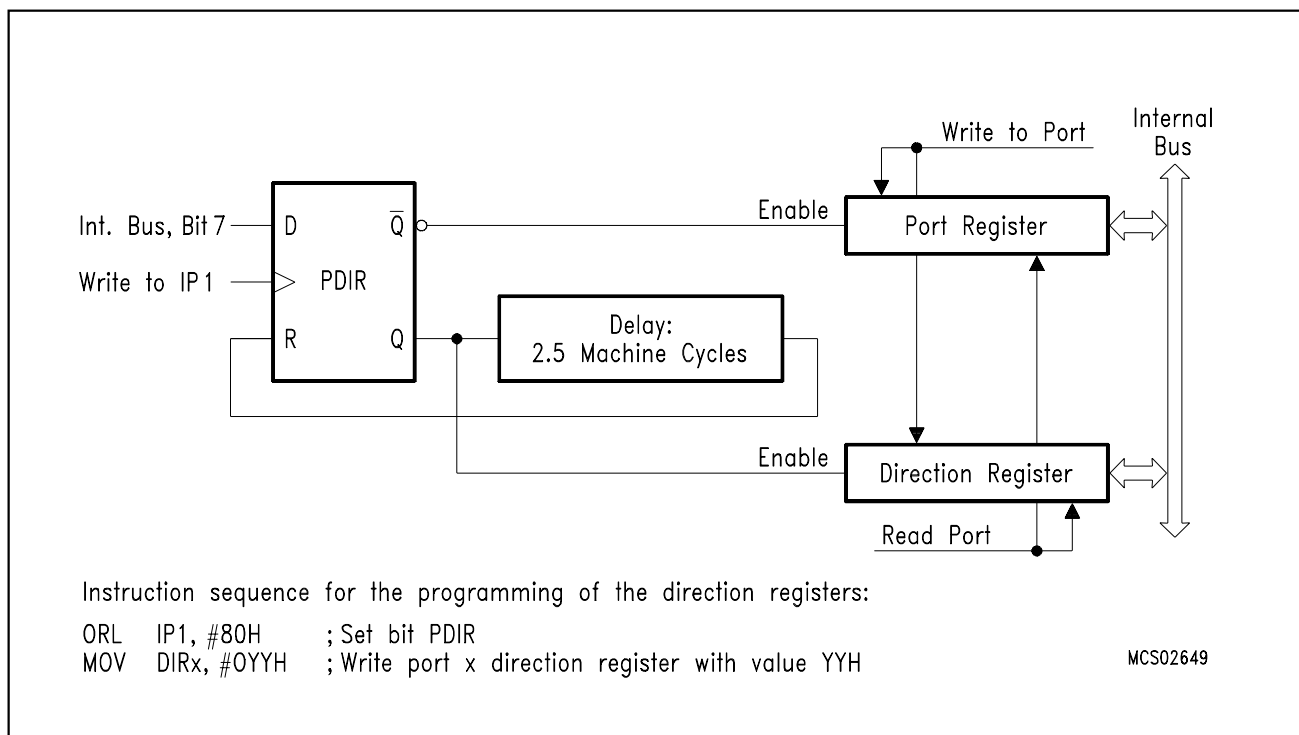 Write to Port
Internal
Bus
Int. Bus, Bit 7
D
Q
Enable
Port Register
Write to IP1
PDIR
R
Q
Delay:
2.5 Machine Cycles
Enable
Direction Register
Read Port
Instruction sequence for the programming of the direction registers:
ORL IP1, #80H ; Set bit PDIR
MOV DIRx, #0YYH ; Write port x direction register with value YYH
MCS02649